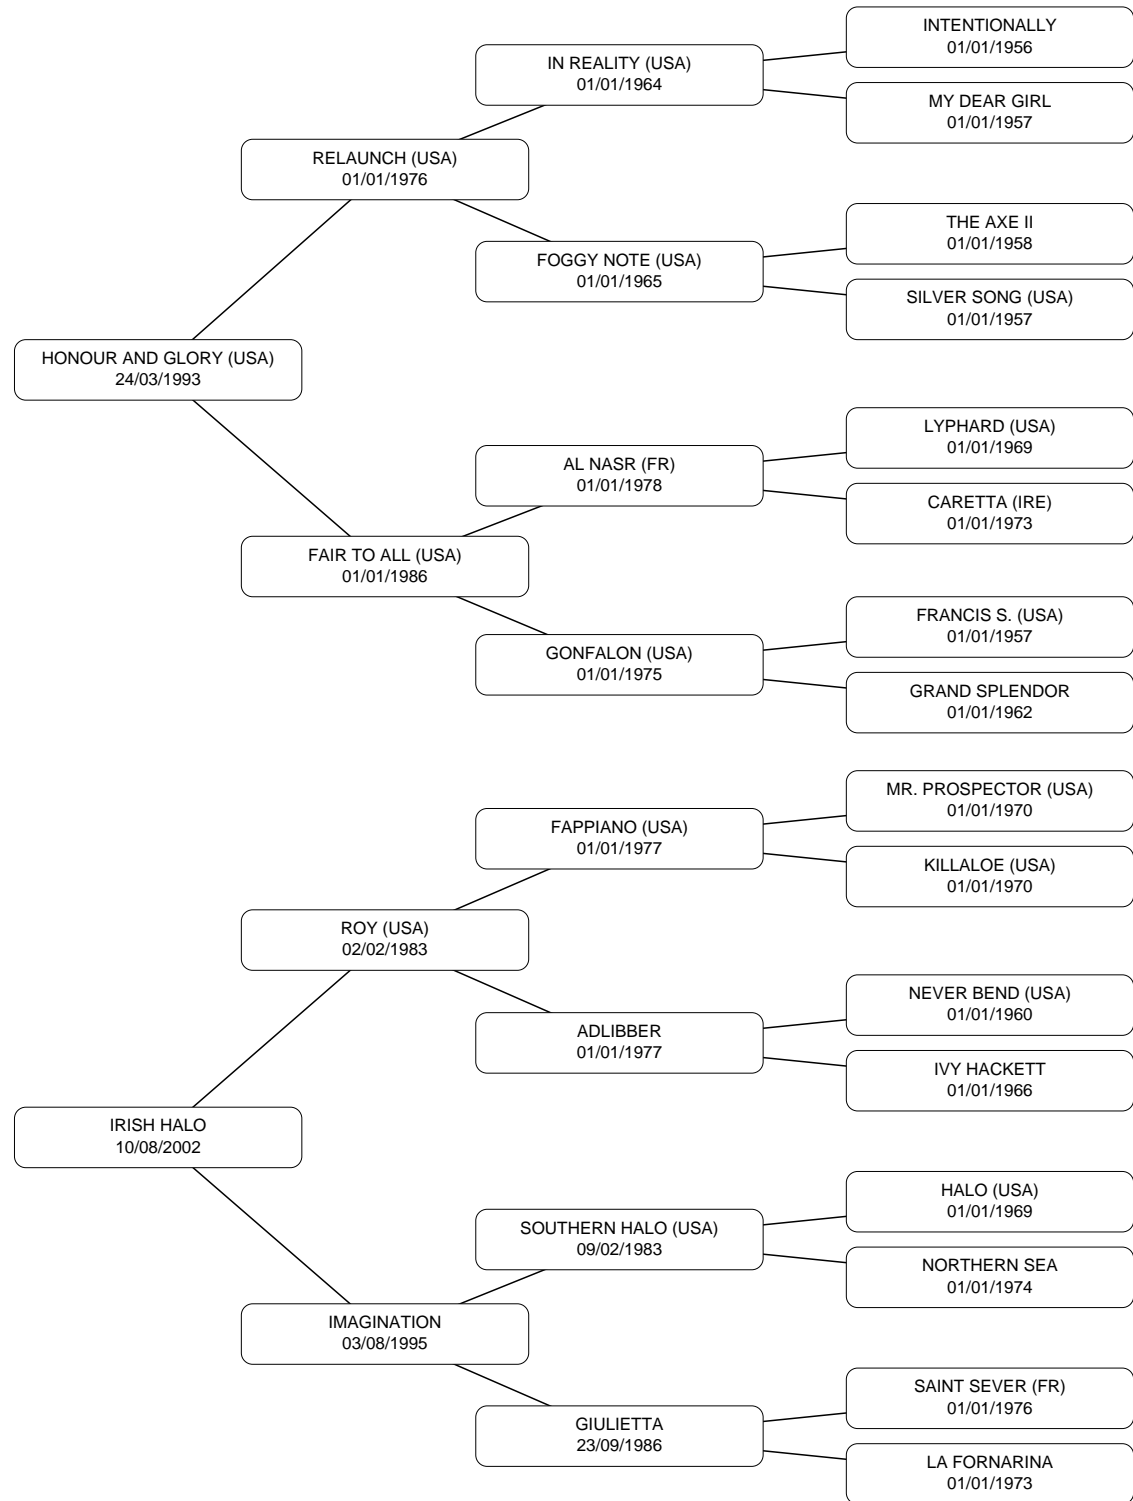 INTENTIONALLY
01/01/1956
IN REALITY (USA)
01/01/1964
MY DEAR GIRL
01/01/1957
RELAUNCH (USA)
01/01/1976
THE AXE II
01/01/1958
FOGGY NOTE (USA)
01/01/1965
SILVER SONG (USA)
01/01/1957
HONOUR AND GLORY (USA)
24/03/1993
LYPHARD (USA)
01/01/1969
AL NASR (FR)
01/01/1978
CARETTA (IRE)
01/01/1973
FAIR TO ALL (USA)
01/01/1986
FRANCIS S. (USA)
01/01/1957
GONFALON (USA)
01/01/1975
GRAND SPLENDOR
01/01/1962
MR. PROSPECTOR (USA)
01/01/1970
FAPPIANO (USA)
01/01/1977
KILLALOE (USA)
01/01/1970
ROY (USA)
02/02/1983
NEVER BEND (USA)
01/01/1960
ADLIBBER
01/01/1977
IVY HACKETT
01/01/1966
IRISH HALO
10/08/2002
HALO (USA)
01/01/1969
SOUTHERN HALO (USA)
09/02/1983
NORTHERN SEA
01/01/1974
IMAGINATION
03/08/1995
SAINT SEVER (FR)
01/01/1976
GIULIETTA
23/09/1986
LA FORNARINA
01/01/1973